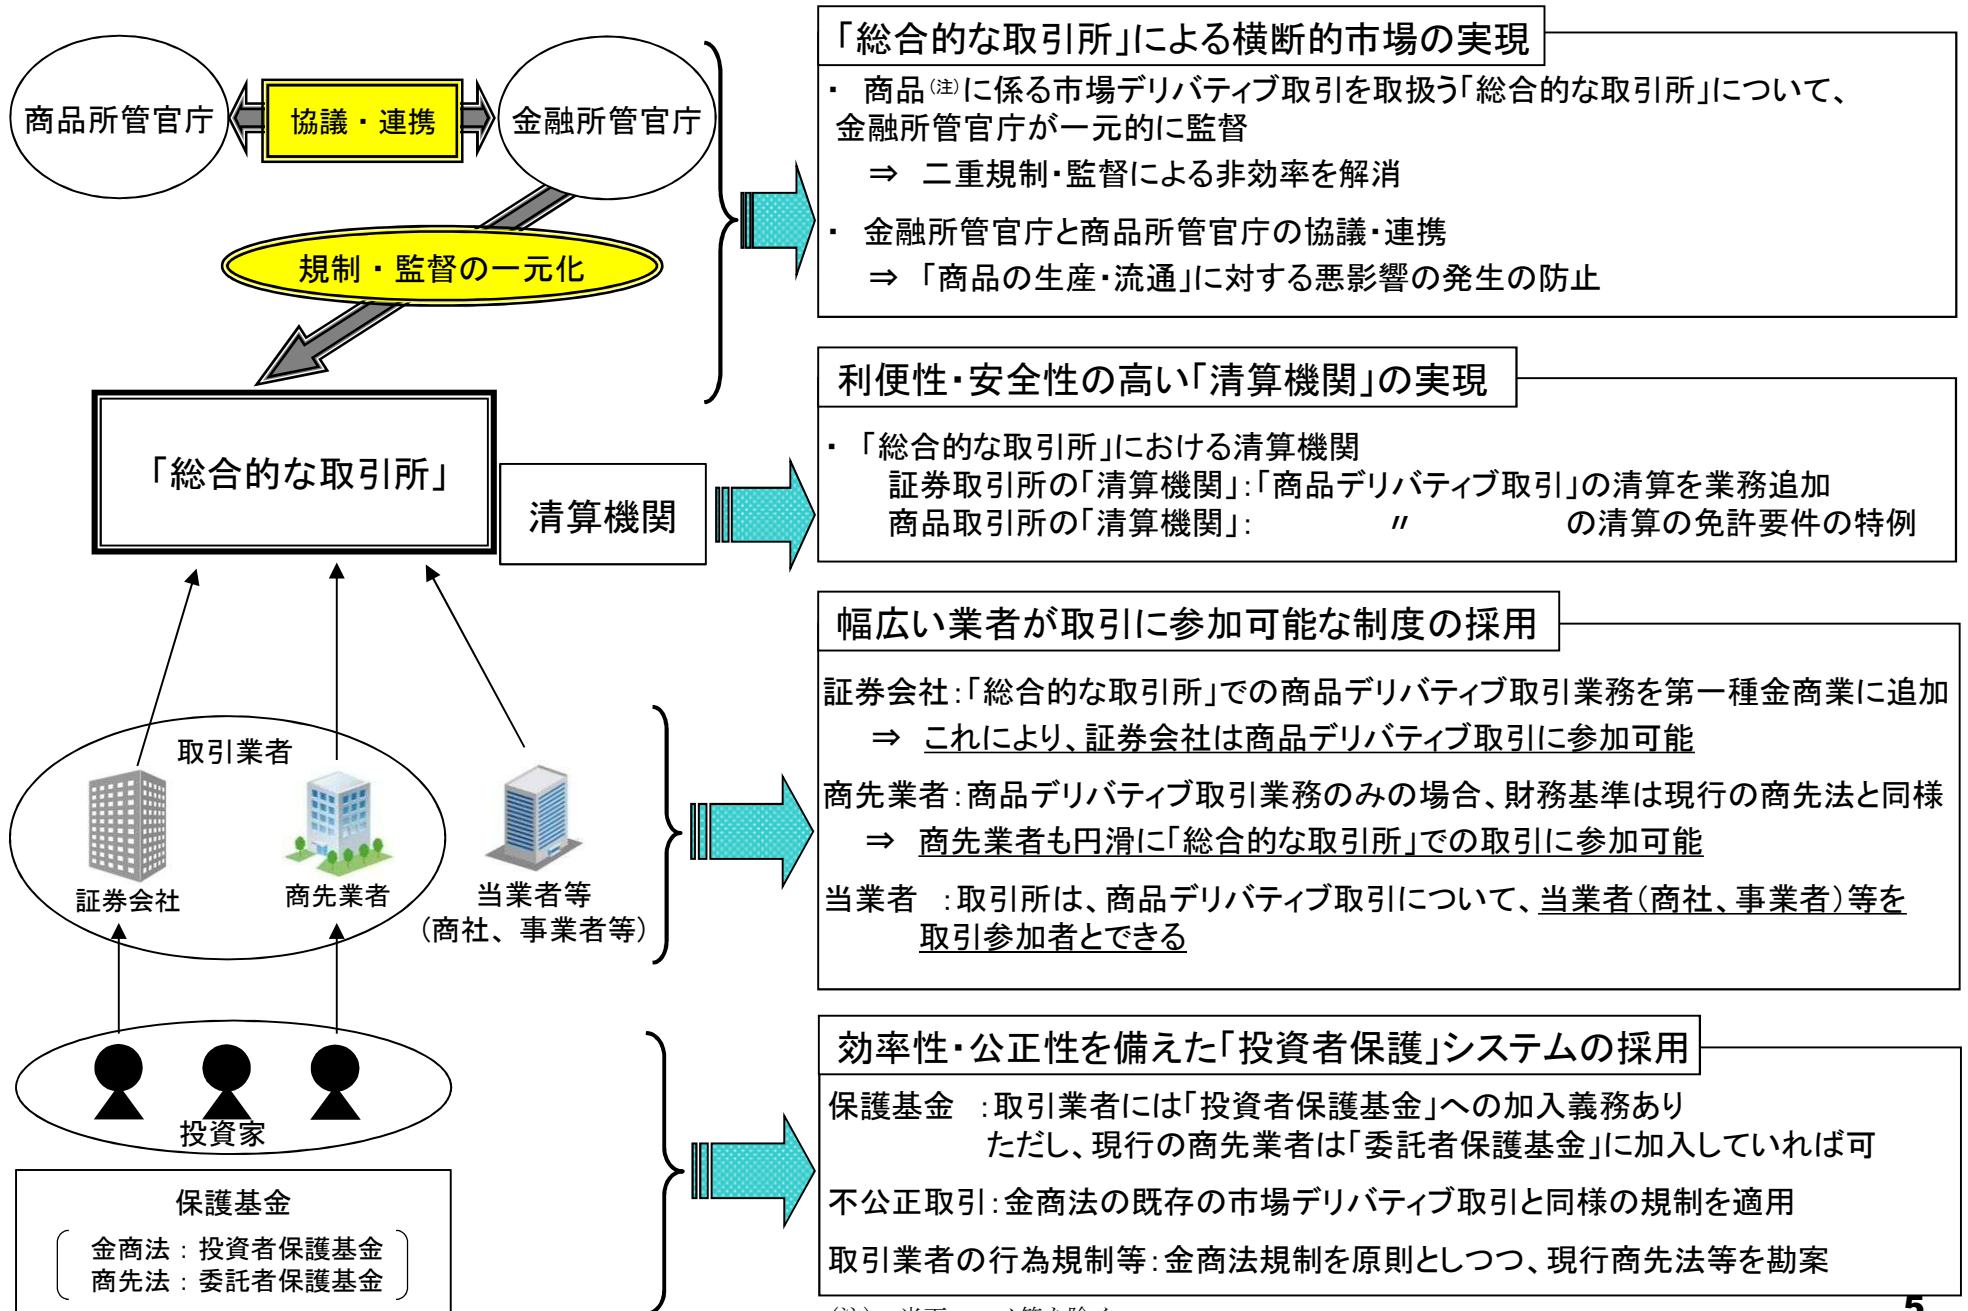 商品所管官庁
協議・連携
金融所管官庁
規制・監督の一元化
「総合的な取引所」
清算機関
取引業者
証券会社
商先業者
当業者等
（商社、事業者等）
投資家
保護基金
金商法：投資者保護基金
商先法：委託者保護基金
「総合的な取引所」による横断的市場の実現
・ 商品(注)に係る市場デリバティブ取引を取扱う「総合的な取引所」について、
金融所管官庁が一元的に監督
⇒ 二重規制・監督による非効率を解消
・ 金融所管官庁と商品所管官庁の協議・連携
⇒ 「商品の生産・流通」に対する悪影響の発生の防止
利便性・安全性の高い「清算機関」の実現
・ 「総合的な取引所」における清算機関
証券取引所の「清算機関」：「商品デリバティブ取引」の清算を業務追加
商品取引所の「清算機関」： 〃 の清算の免許要件の特例
幅広い業者が取引に参加可能な制度の採用
証券会社：「総合的な取引所」での商品デリバティブ取引業務を第一種金商業に追加
⇒ これにより、証券会社は商品デリバティブ取引に参加可能
商先業者：商品デリバティブ取引業務のみの場合、財務基準は現行の商先法と同様
⇒ 商先業者も円滑に「総合的な取引所」での取引に参加可能
当業者 ：取引所は、商品デリバティブ取引について、当業者（商社、事業者）等を
取引参加者とできる
効率性・公正性を備えた「投資者保護」システムの採用
保護基金 ：取引業者には「投資者保護基金」への加入義務あり
ただし、現行の商先業者は「委託者保護基金」に加入していれば可
不公正取引：金商法の既存の市場デリバティブ取引と同様の規制を適用
取引業者の行為規制等：金商法規制を原則としつつ、現行商先法等を勘案
5